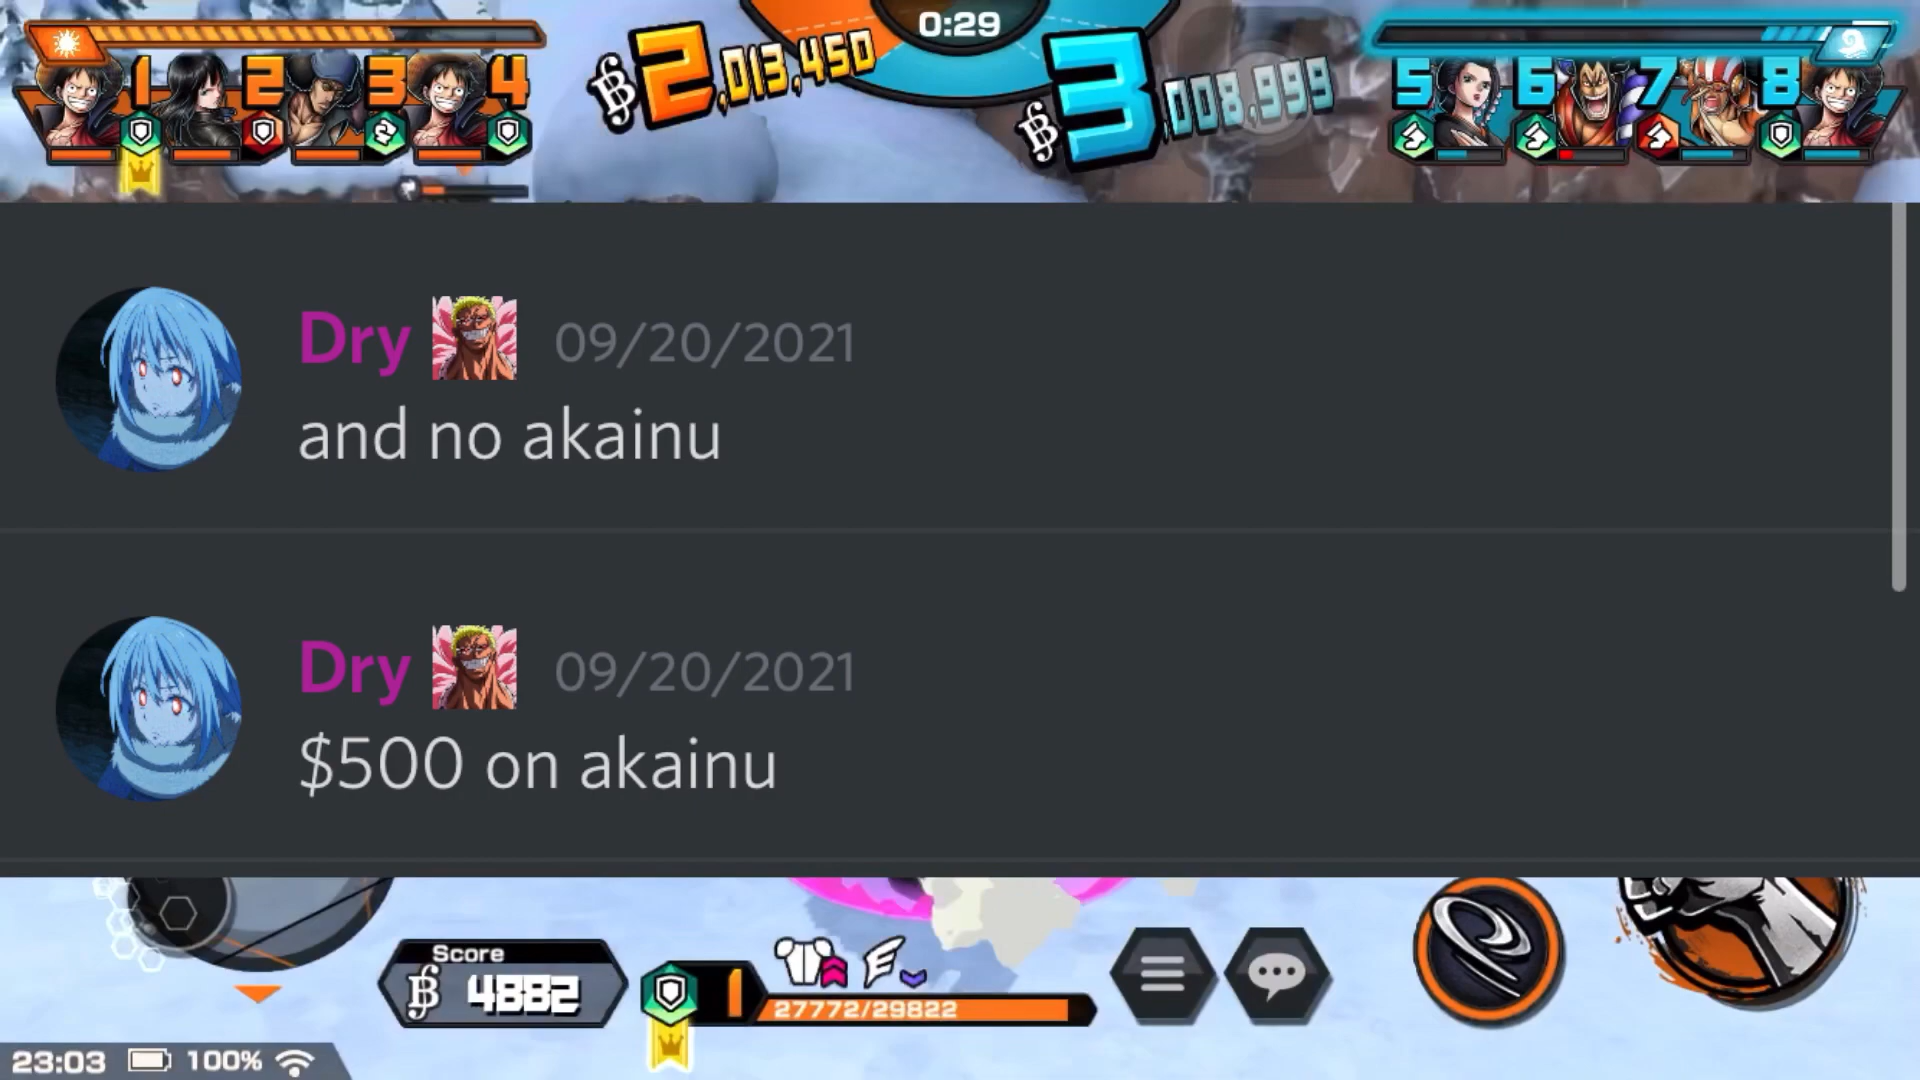 0:29
1 2 3 4
฿2,013,450
฿3,008,999
5 6 7 8
Dry 09/20/2021
and no akainu
Dry 09/20/2021
$500 on akainu
Score
฿ 4882
1
27772/29822
23:03 100%